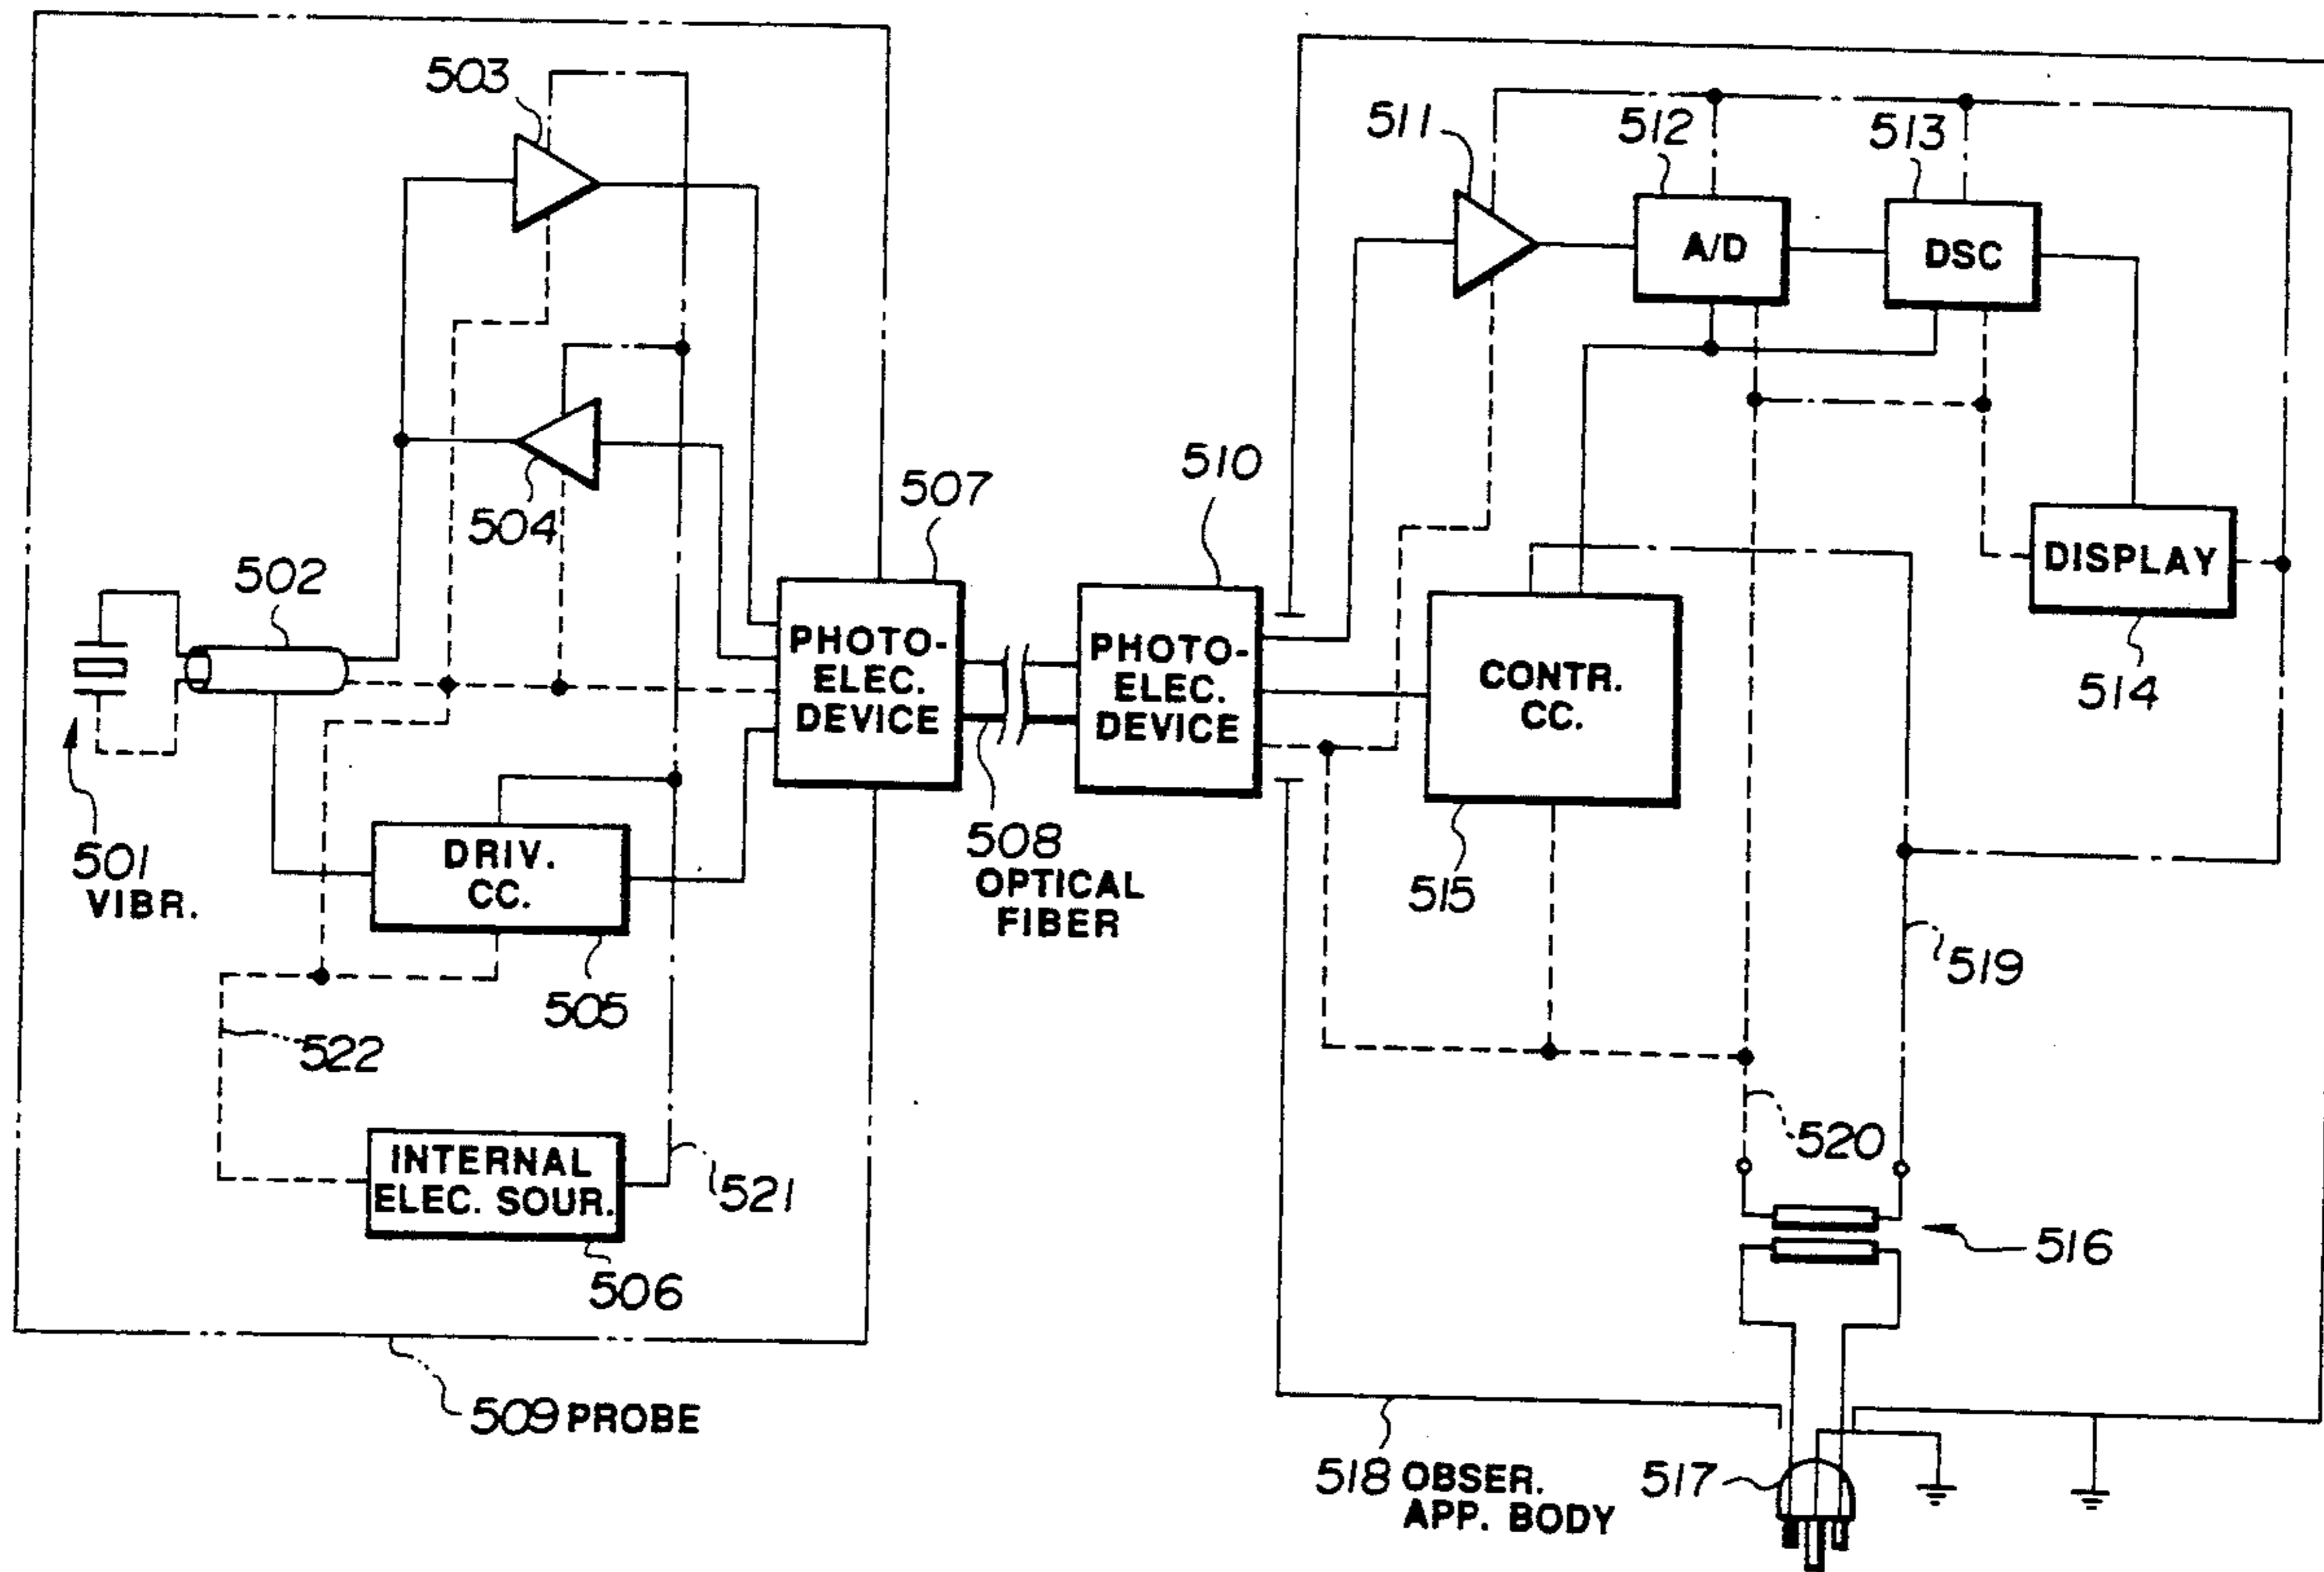 503
504
502
501
VIBR.
DRIV.
CC.
505
522
INTERNAL
ELEC. SOUR.
506
521
509 PROBE
507
PHOTO-
ELEC.
DEVICE
508
OPTICAL
FIBER
510
PHOTO-
ELEC.
DEVICE
511
512
A/D
513
DSC
DISPLAY
514
CONTR.
CC.
515
519
520
516
517
518 OBSER.
APP. BODY